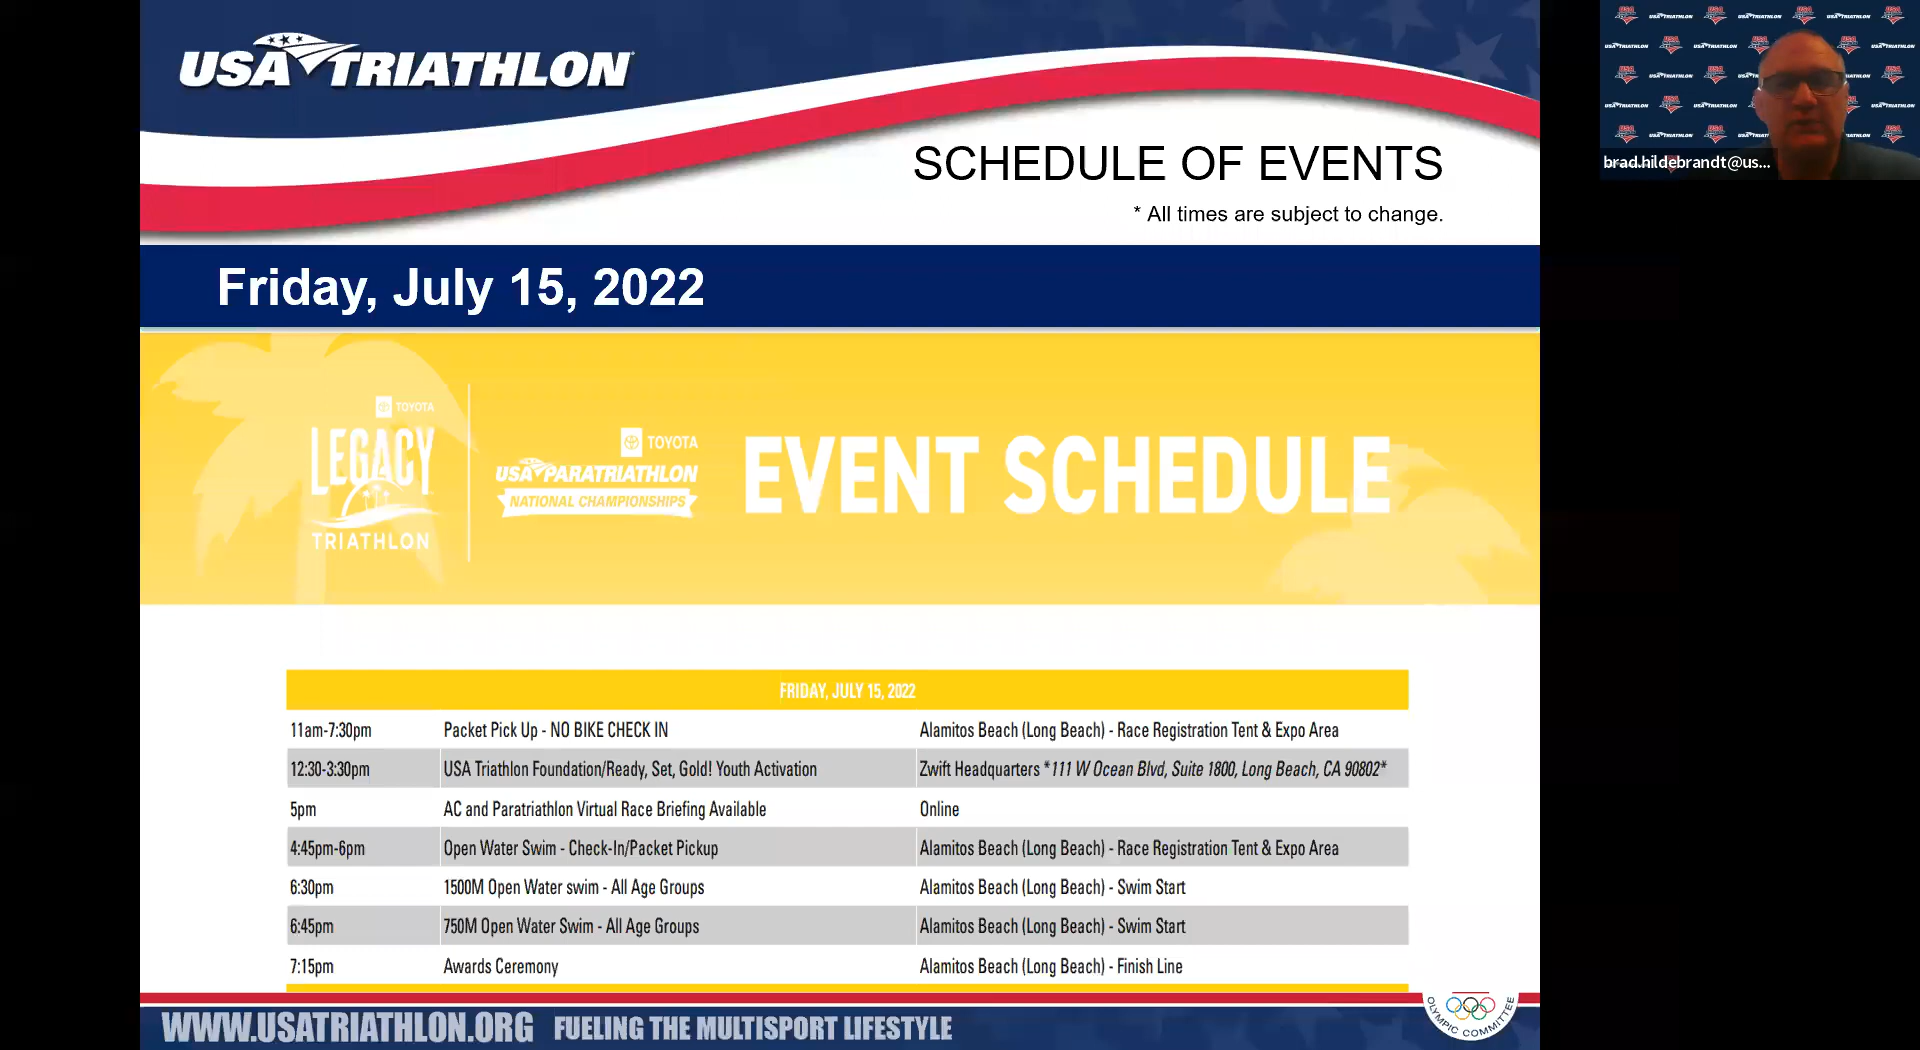 USA TRIATHLON
SCHEDULE OF EVENTS
* All times are subject to change.
Friday, July 15, 2022
TOYOTA
LEGACY
TRIATHLON
TOYOTA
USA PARATRIATHLON
NATIONAL CHAMPIONSHIPS
EVENT SCHEDULE
FRIDAY, JULY 15, 2022
11am-7:30pm Packet Pick Up - NO BIKE CHECK IN Alamitos Beach (Long Beach) - Race Registration Tent & Expo Area
12:30-3:30pm USA Triathlon Foundation/Ready, Set, Gold! Youth Activation Zwift Headquarters *111 W Ocean Blvd, Suite 1800, Long Beach, CA 90802*
5pm AC and Paratriathlon Virtual Race Briefing Available Online
4:45pm-6pm Open Water Swim - Check-In/Packet Pickup Alamitos Beach (Long Beach) - Race Registration Tent & Expo Area
6:30pm 1500M Open Water swim - All Age Groups Alamitos Beach (Long Beach) - Swim Start
6:45pm 750M Open Water Swim - All Age Groups Alamitos Beach (Long Beach) - Swim Start
7:15pm Awards Ceremony Alamitos Beach (Long Beach) - Finish Line
WWW.USATRIATHLON.ORG FUELING THE MULTISPORT LIFESTYLE
OLYMPIC COMMITTEE
brad.hildebrandt@us...